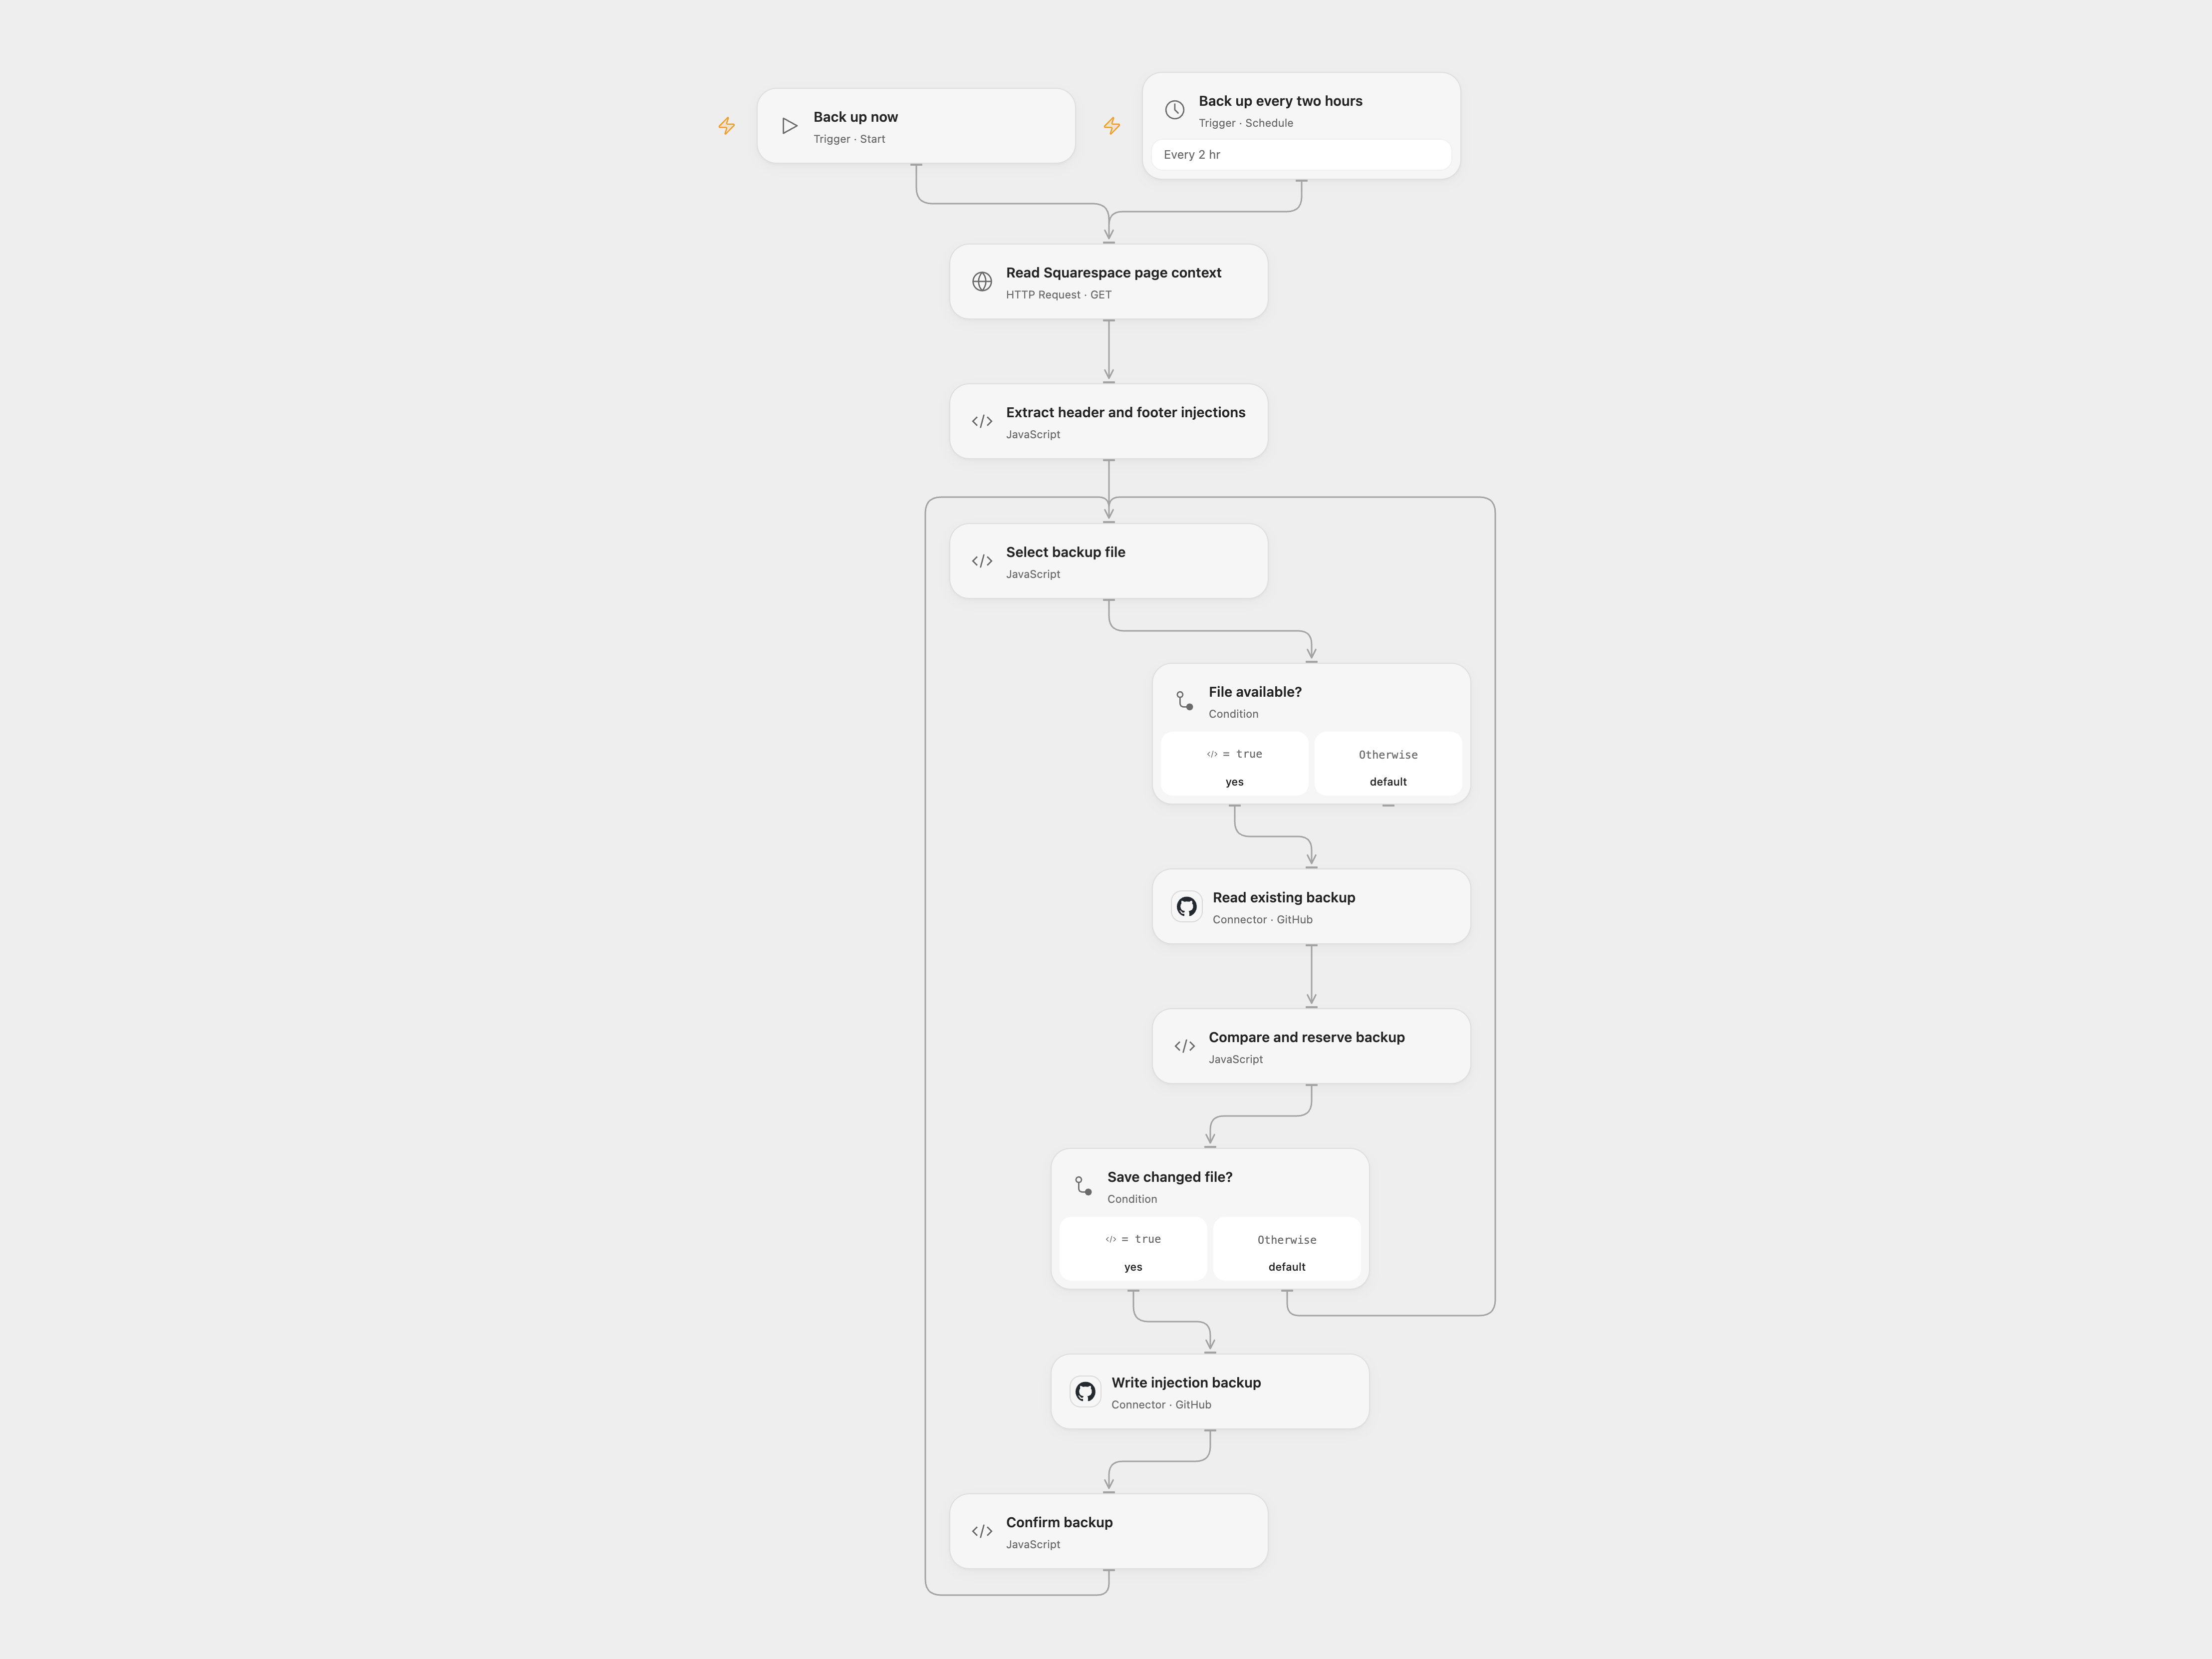 Back up now
Trigger · Start
Back up every two hours
Trigger · Schedule
Every 2 hr
Read Squarespace page context
HTTP Request · GET
Extract header and footer injections
JavaScript
Select backup file
JavaScript
File available?
Condition
</> = true
Otherwise
yes
default
Read existing backup
Connector · GitHub
Compare and reserve backup
JavaScript
Save changed file?
Condition
</> = true
Otherwise
yes
default
Write injection backup
Connector · GitHub
Confirm backup
JavaScript